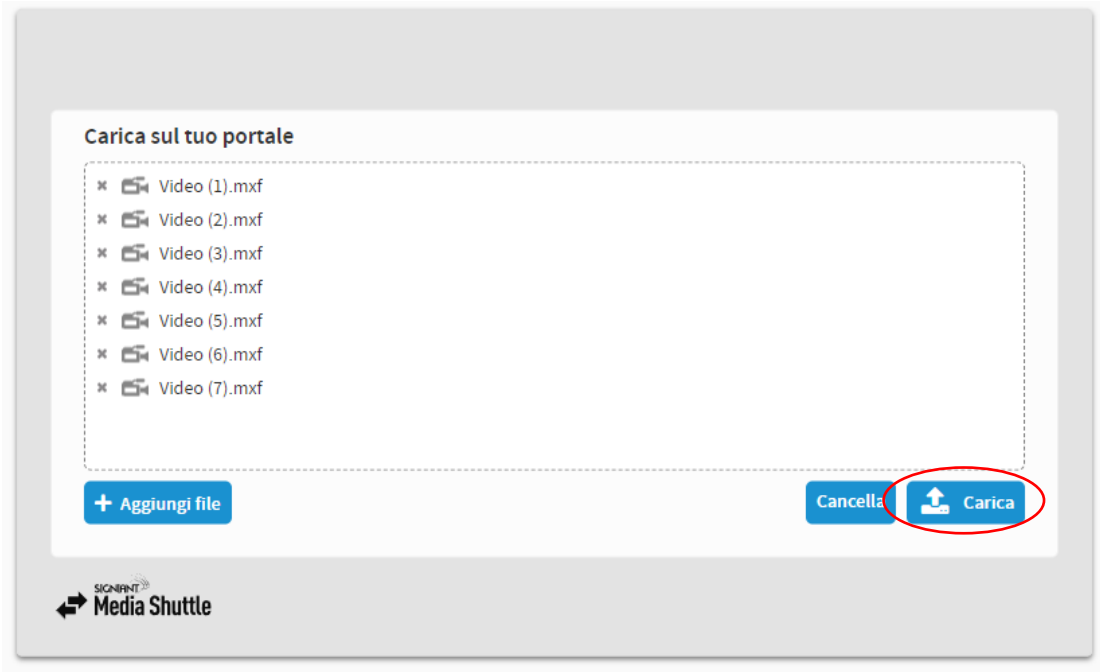 Carica sul tuo portale
Video (1).mxf
Video (2).mxf
Video (3).mxf
Video (4).mxf
Video (5).mxf
Video (6).mxf
Video (7).mxf
Aggiungi file
Cancella
Carica
SIGNIANT
Media Shuttle